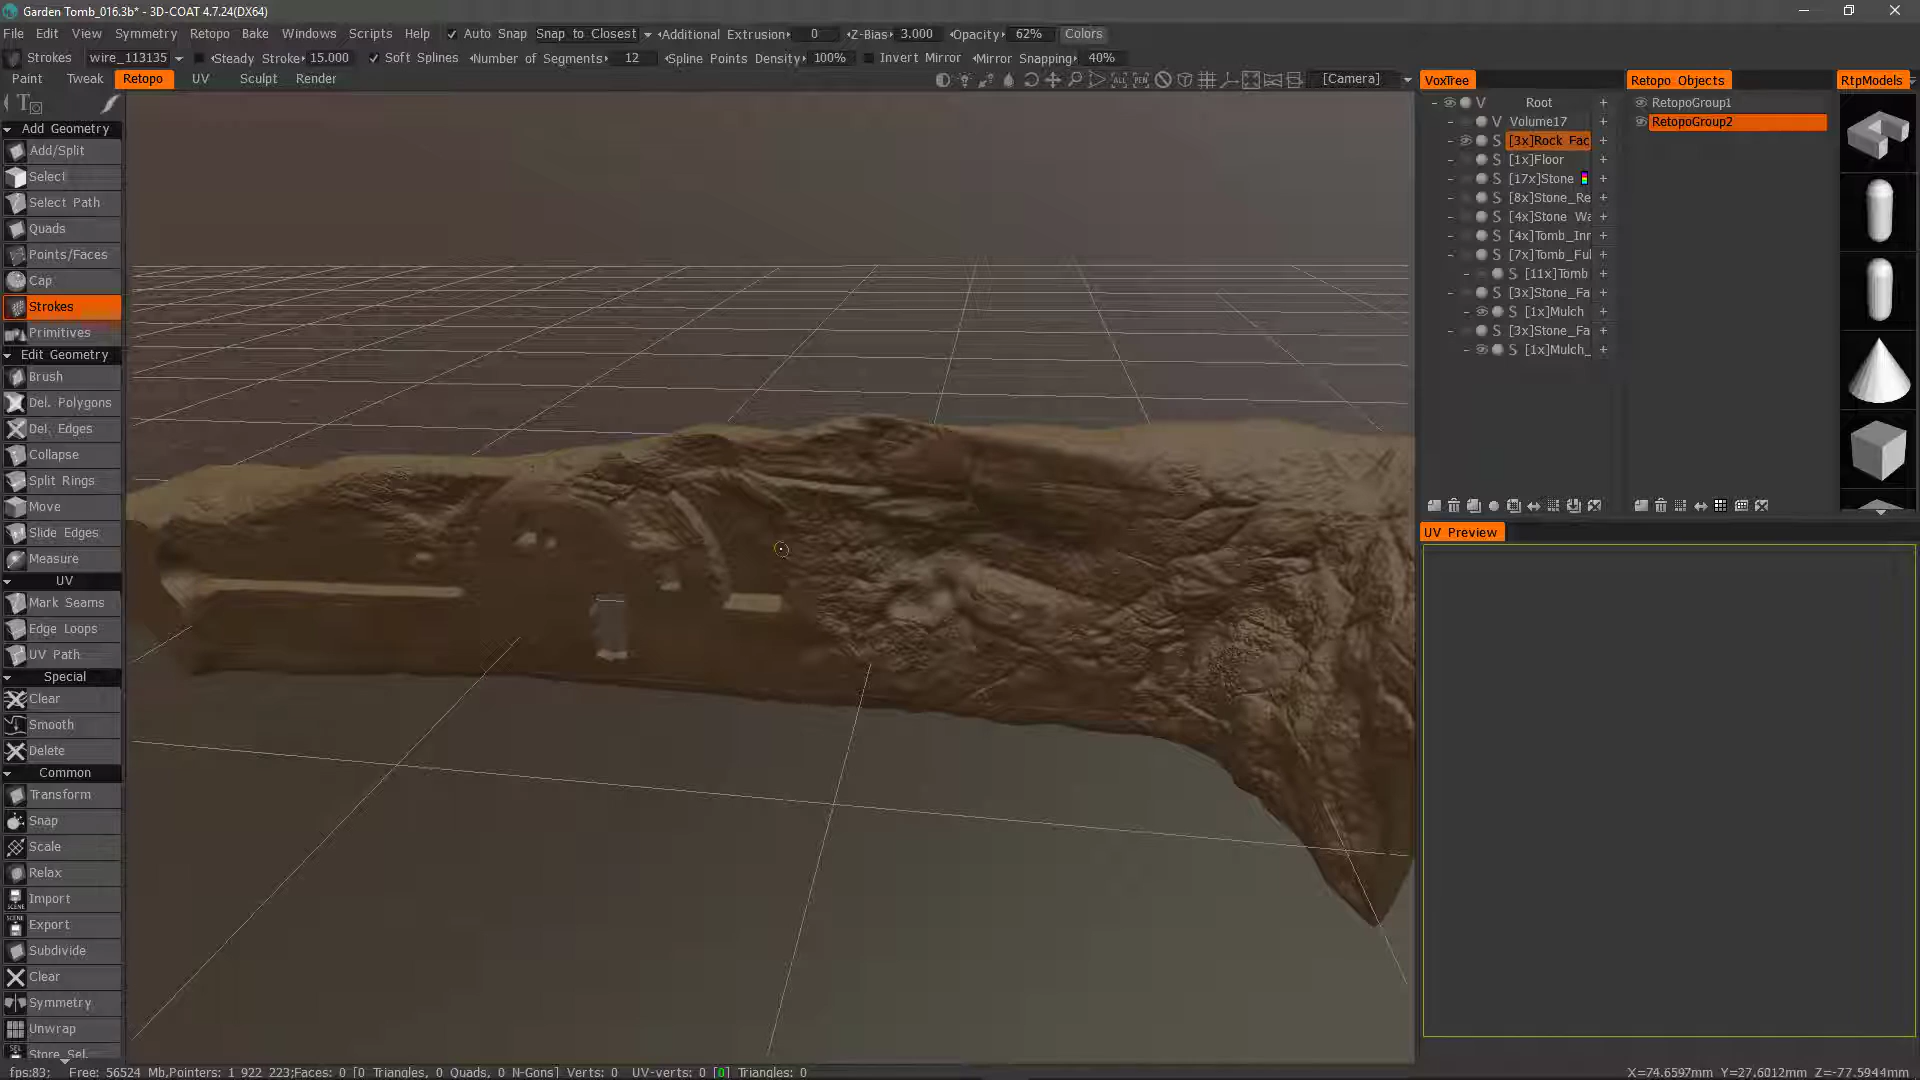 Garden Tomb_016.3b* - 3D-COAT 4.7.24(DX64)
File Edit View Symmetry Retopo Bake Windows Scripts Help Auto Snap Snap to Closest Additional Extrusion 0 Z-Bias 3.000 Opacity 62% Colors
Strokes wire_113135 Steady Stroke 15.000 Soft Splines Number of Segments 12 Spline Points Density 100% Invert Mirror Mirror Snapping 40%
Paint Tweak Retopo UV Sculpt Render [Camera]
Add Geometry
Add/Split
Select
Select Path
Quads
Points/Faces
Cap
Strokes
Primitives
Edit Geometry
Brush
Del. Polygons
Del. Edges
Collapse
Split Rings
Move
Slide Edges
Measure
UV
Mark Seams
Edge Loops
UV Path
Special
Clear
Smooth
Delete
Common
Transform
Snap
Scale
Relax
Import
Export
Subdivide
Clear
Symmetry
Unwrap
Store Sel.
VoxTree
V Root +
V Volume17 +
S [3x]Rock Fac +
S [1x]Floor +
S [17x]Stone +
S [8x]Stone_Re +
S [4x]Stone Wa +
S [4x]Tomb_Inr +
S [7x]Tomb_Ful +
S [11x]Tomb +
S [3x]Stone_Fa +
S [1x]Mulch +
S [3x]Stone_Fa +
S [1x]Mulch_ +
Retopo Objects
RetopoGroup1
RetopoGroup2
RtpModels
UV Preview
fps:83; Free: 56524 Mb,Pointers: 1 922 223;Faces: 0 [0 Triangles, 0 Quads, 0 N-Gons] Verts: 0 UV-verts: 0 [0] Triangles: 0
X=74.6597mm Y=27.6012mm Z=-77.5944mm